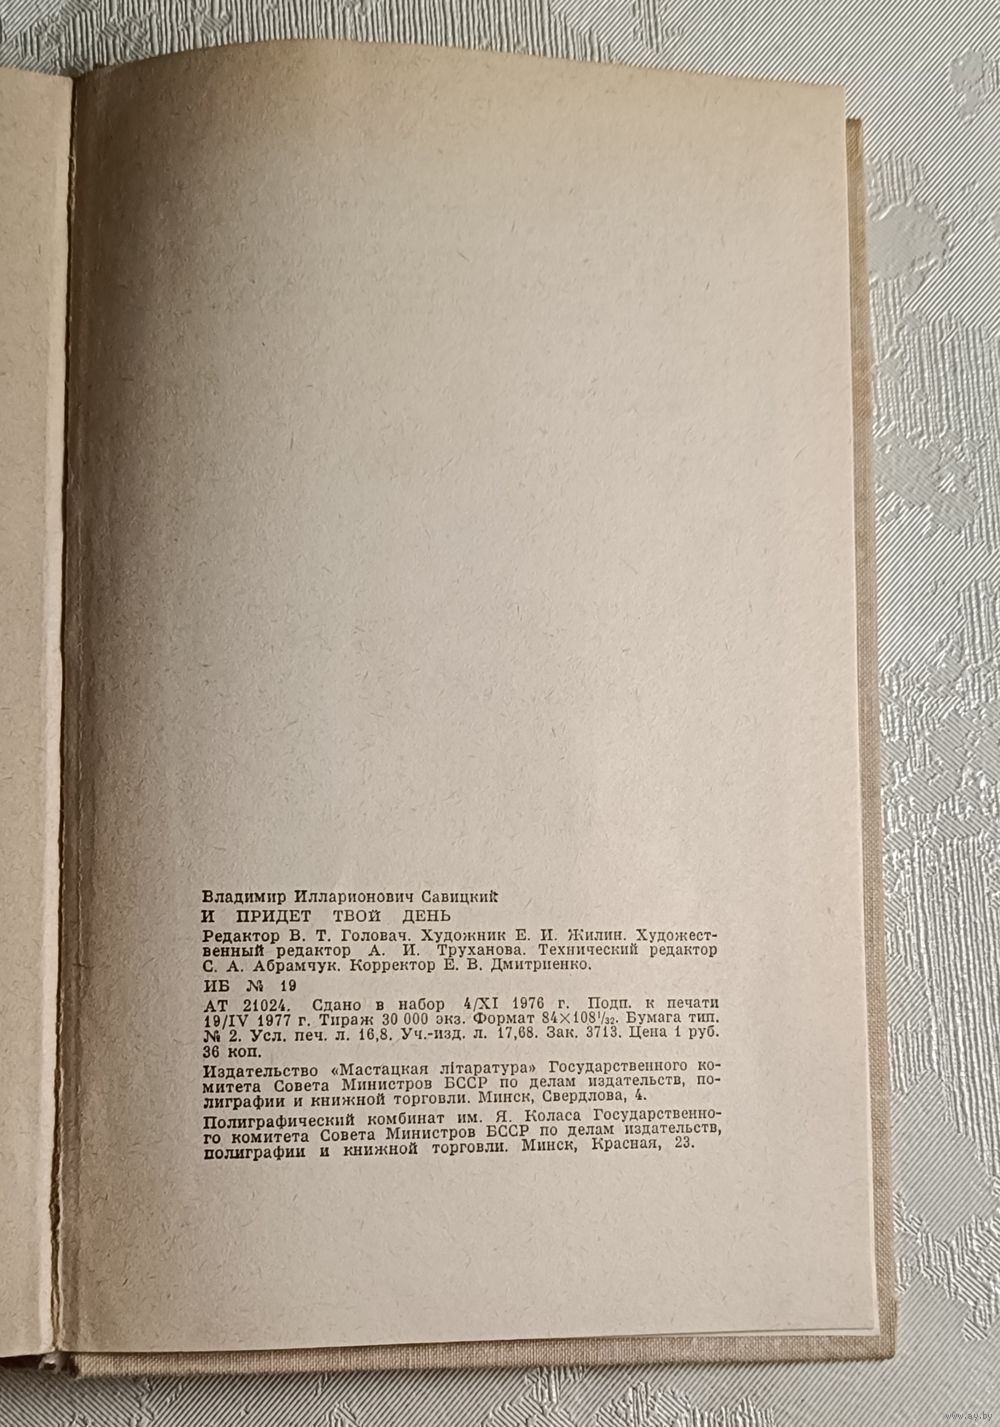 Владимир Илларионович Савицкий
И ПРИДЕТ ТВОЙ ДЕНЬ
Редактор В. Т. Головач. Художник Е. И. Жилин. Художест-
венный редактор А. И. Труханова. Технический редактор
С. А. Абрамчук. Корректор Е. В. Дмитриенко.
ИБ № 19
АТ 21024. Сдано в набор 4/XI 1976 г. Подп. к печати
19/IV 1977 г. Тираж 30 000 экз. Формат 84×108¹/₃₂. Бумага тип.
№ 2. Усл. печ. л. 16,8. Уч.-изд. л. 17,68. Зак. 3713. Цена 1 руб.
36 коп.
Издательство «Мастацкая лiтаратура» Государственного ко-
митета Совета Министров БССР по делам издательств, по-
лиграфии и книжной торговли. Минск, Свердлова, 4.
Полиграфический комбинат им. Я. Коласа Государственно-
го комитета Совета Министров БССР по делам издательств,
полиграфии и книжной торговли. Минск, Красная, 23.
www.ay.by